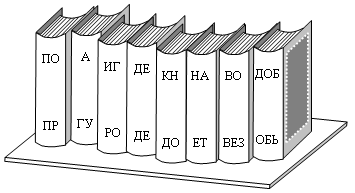 ПО А ИГ ДЕ КН НА ВО ДОБ
ПР ГУ РО ДЕ ДО ЕТ ВЕЗ ОБЬ